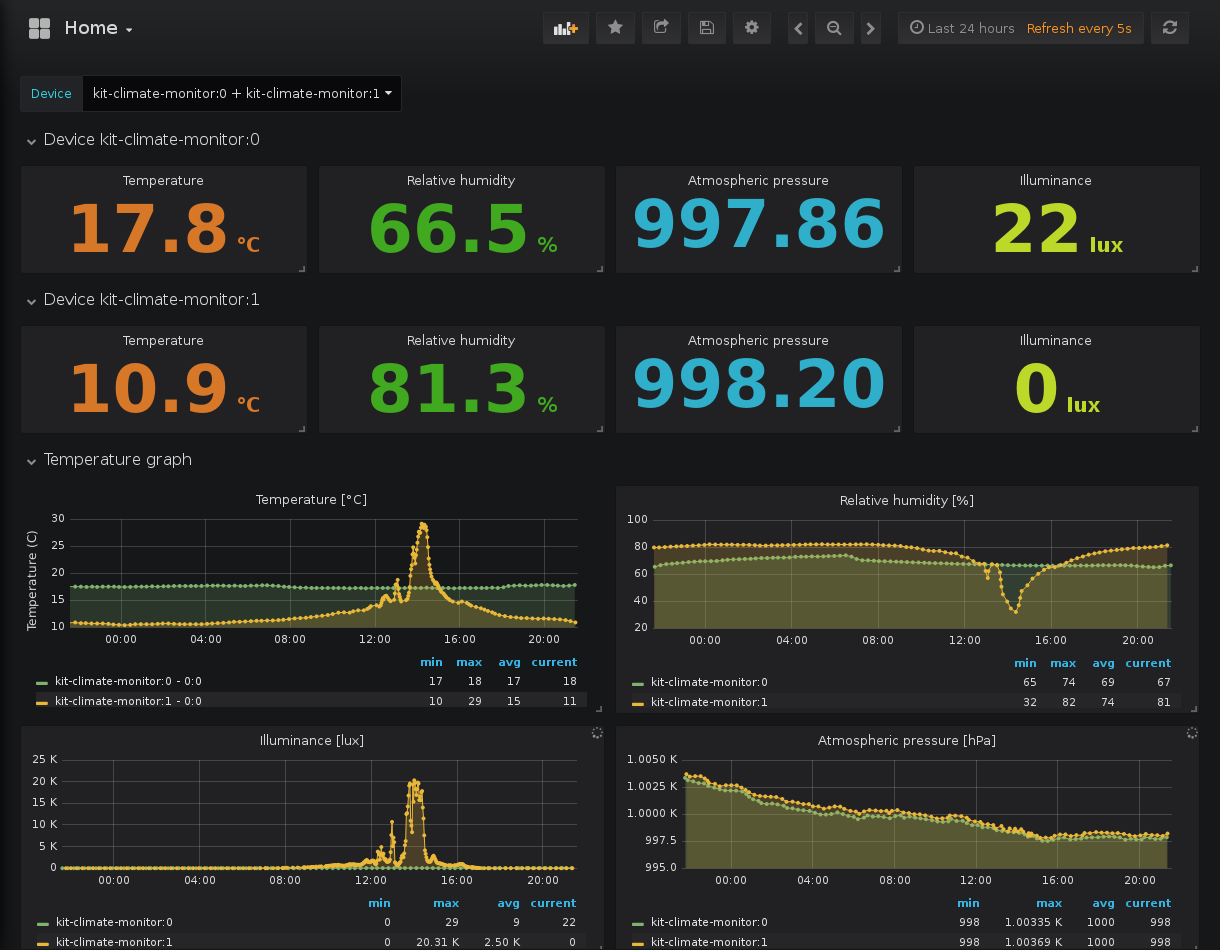 Home
Last 24 hours Refresh every 5s
Device kit-climate-monitor:0 + kit-climate-monitor:1
Device kit-climate-monitor:0
Temperature Relative humidity Atmospheric pressure Illuminance
17.8 °C 66.5 % 997.86 22 lux
Device kit-climate-monitor:1
Temperature Relative humidity Atmospheric pressure Illuminance
10.9 °C 81.3 % 998.20 0 lux
Temperature graph
Temperature [°C]
Temperature (C)
30
25
20
15
10
00:00 04:00 08:00 12:00 16:00 20:00
min max avg current
kit-climate-monitor:0 - 0:0 17 18 17 18
kit-climate-monitor:1 - 0:0 10 29 15 11
Relative humidity [%]
100
80
60
40
20
00:00 04:00 08:00 12:00 16:00 20:00
min max avg current
kit-climate-monitor:0 65 74 69 67
kit-climate-monitor:1 32 82 74 81
Illuminance [lux]
25 K
20 K
15 K
10 K
5 K
0
00:00 04:00 08:00 12:00 16:00 20:00
min max avg current
kit-climate-monitor:0 0 29 9 22
kit-climate-monitor:1 0 20.31 K 2.50 K 0
Atmospheric pressure [hPa]
1.0050 K
1.0025 K
1.0000 K
997.5
995.0
00:00 04:00 08:00 12:00 16:00 20:00
min max avg current
kit-climate-monitor:0 998 1.00335 K 1000 998
kit-climate-monitor:1 998 1.00369 K 1000 998